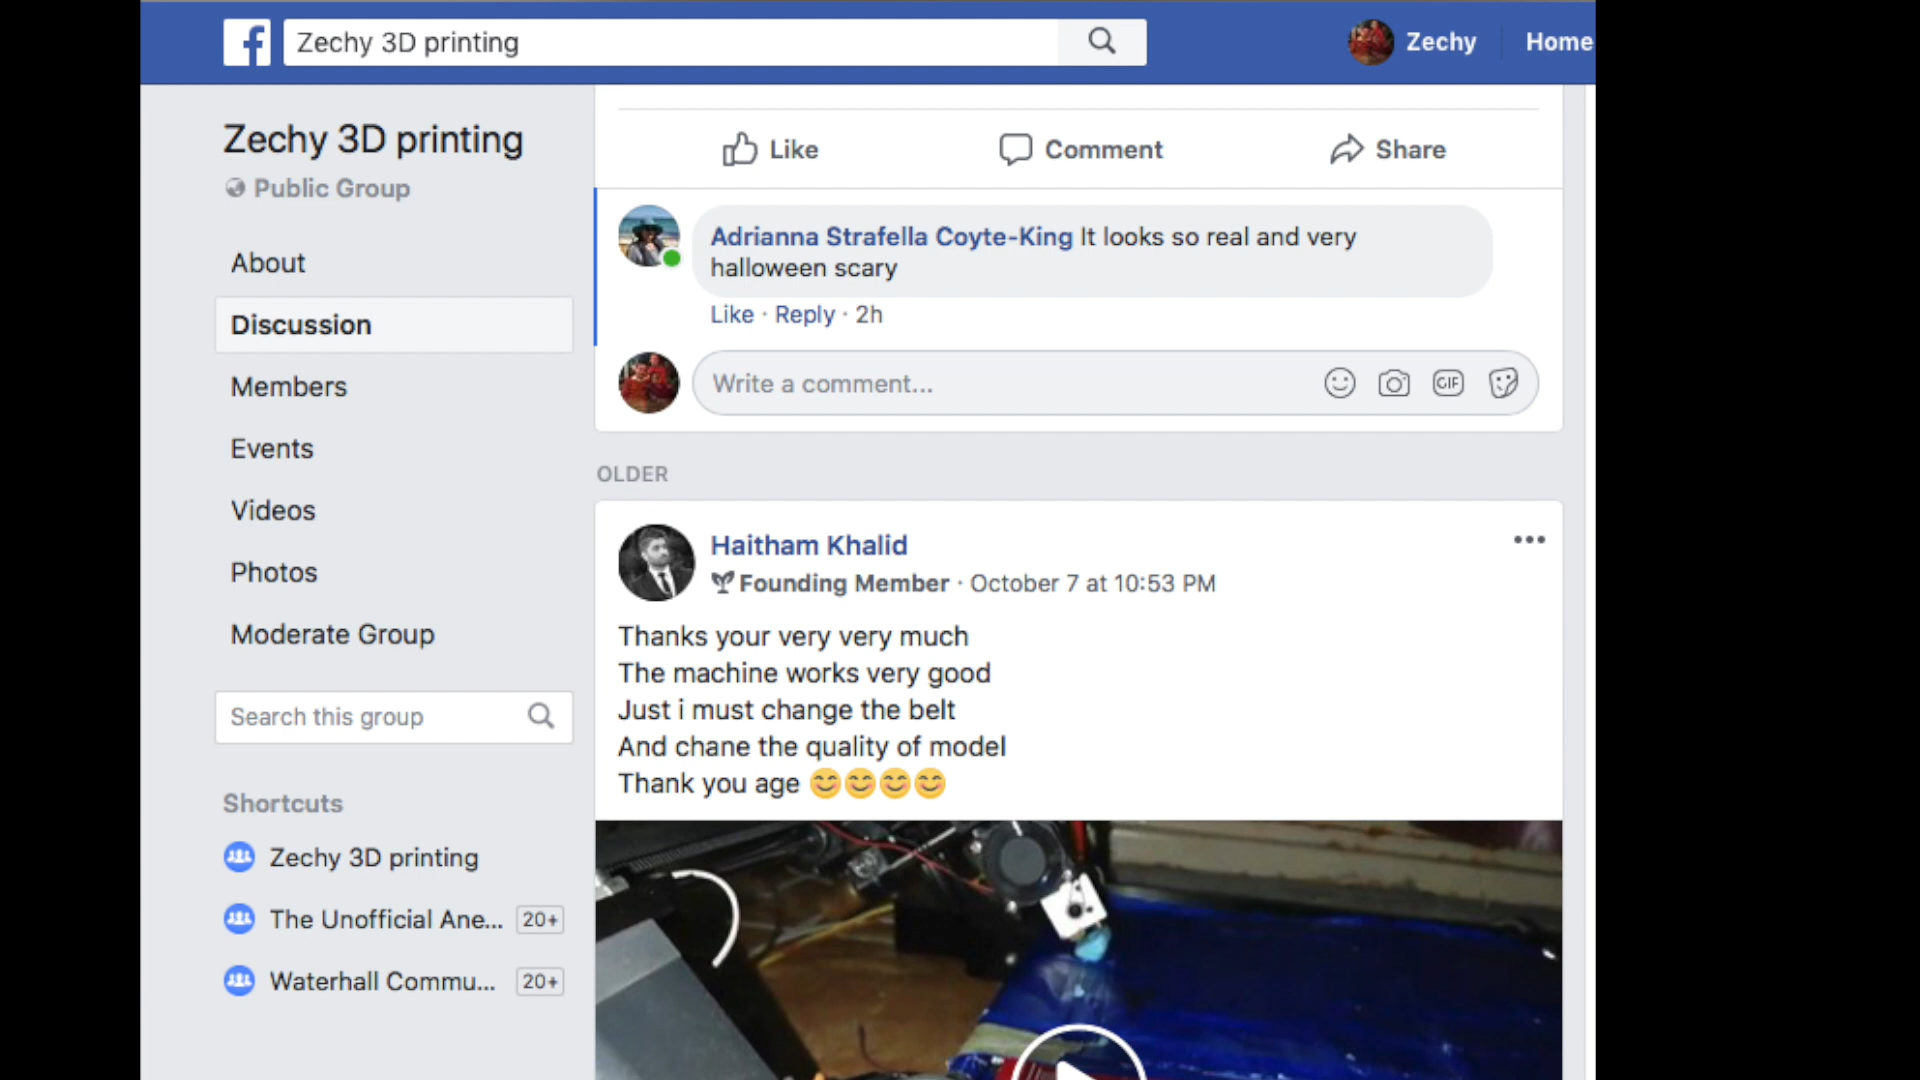 Zechy 3D printing
Zechy
Home
Zechy 3D printing
Public Group
About
Discussion
Members
Events
Videos
Photos
Moderate Group
Search this group
Shortcuts
Zechy 3D printing
The Unofficial Ane... 20+
Waterhall Commu... 20+
Like Comment Share
Adrianna Strafella Coyte-King It looks so real and very
halloween scary
Like · Reply · 2h
Write a comment...
GIF
OLDER
Haitham Khalid
Founding Member · October 7 at 10:53 PM
Thanks your very very much
The machine works very good
Just i must change the belt
And chane the quality of model
Thank you age 😊😊😊😊